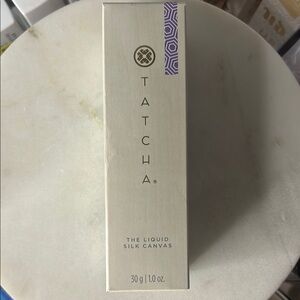 TATCHA®
THE LIQUID
SILK CANVAS
30 g | 1.0 oz.